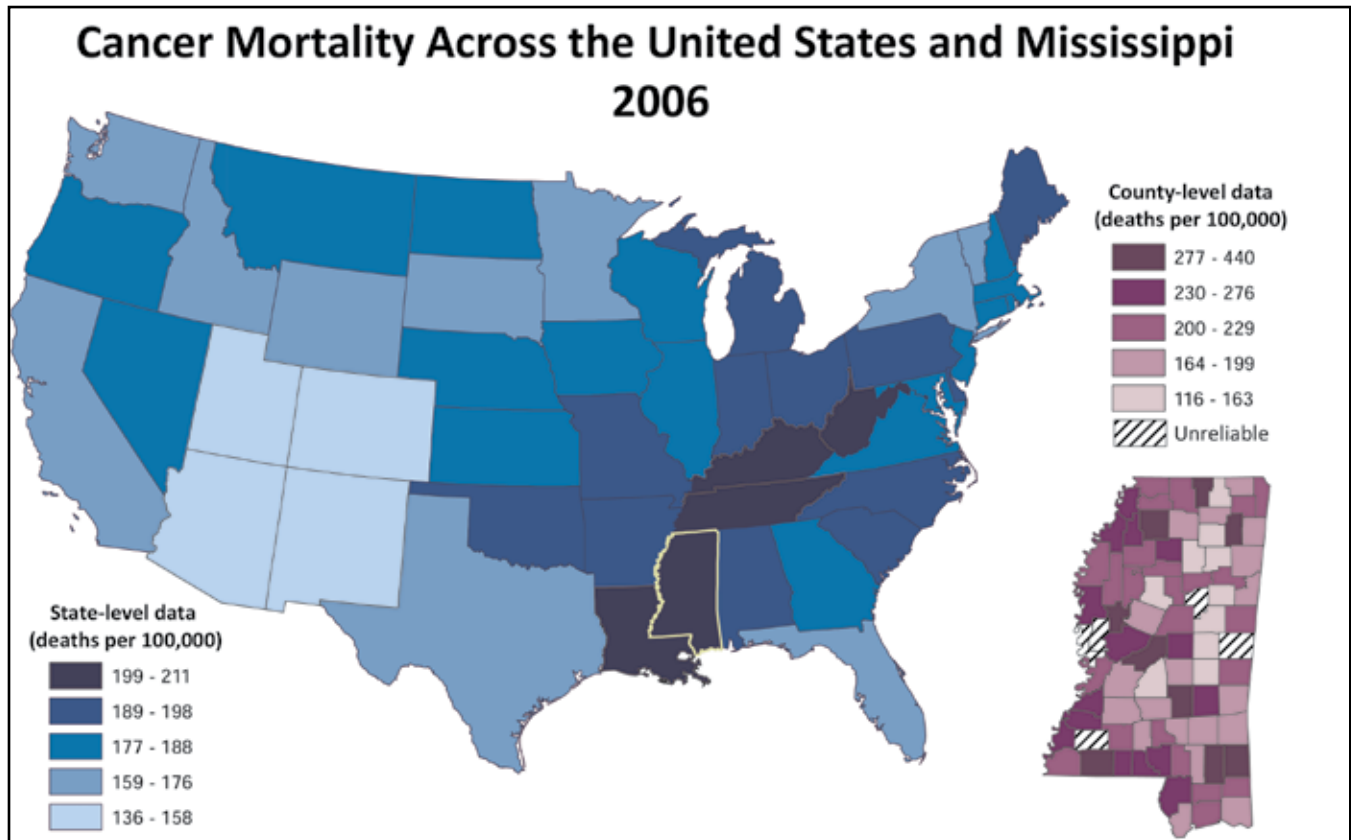 Cancer Mortality Across the United States and Mississippi
2006
County-level data
(deaths per 100,000)
277 - 440
230 - 276
200 - 229
164 - 199
116 - 163
Unreliable
State-level data
(deaths per 100,000)
199 - 211
189 - 198
177 - 188
159 - 176
136 - 158